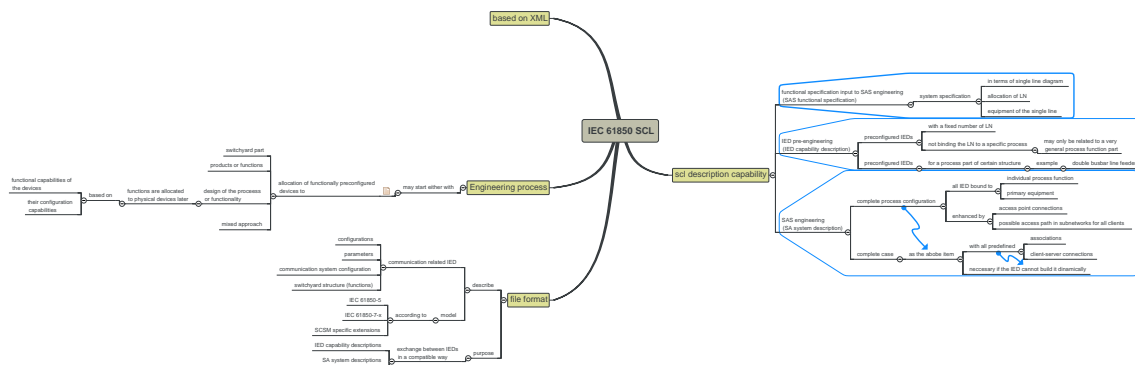 based on XML
IEC 61850 SCL
Engineering process
may start either with
allocation of functionally preconfigured
devices to
switchyard part
products or functions
design of the process
or functionality
functions are allocated
to physical devices later
based on
functional capabilities of
the devices
their configuration
capabilities
mixed approach
file format
describe
communication related IED
configurations
parameters
communication system configuration
switchyard structure (functions)
model
according to
IEC 61850-5
IEC 61850-7-x
SCSM specific extensions
purpose
exchange between IEDs
in a compatible way
IED capability descriptions
SA system descriptions
scl description capability
functional specification input to SAS engineering
(SAS functional specification)
system specification
in terms of single line diagram
allocation of LN
equipment of the single line
IED pre-engineering
(IED capability description)
preconfigured IEDs
with a fixed number of LN
not binding the LN to a specific process
may only be related to a very
general process function part
preconfigured IEDs
for a process part of certain structure
example
double busbar line feeder
SAS engineering
(SA system description)
complete process configuration
all IED bound to
individual process function
primary equipment
enhanced by
access point connections
possible access path in subnetworks for all clients
complete case
as the abobe item
with all predefined
associations
client-server connections
neccessary if the IED cannot build it dinamically